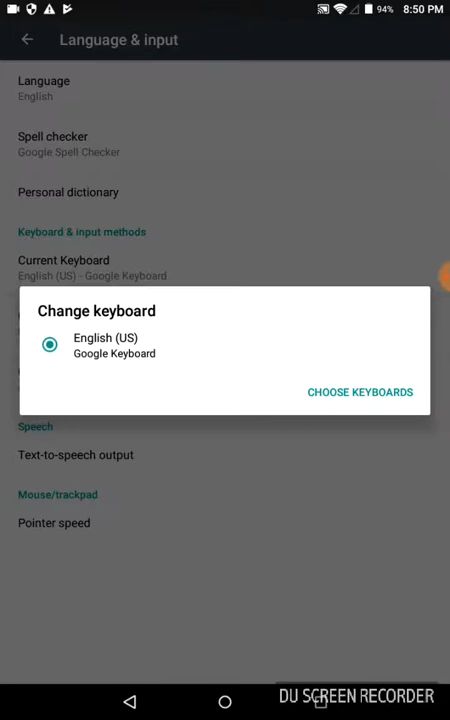 94% 8:50 PM
Language & input
Language
English
Spell checker
Google Spell Checker
Personal dictionary
Keyboard & input methods
Current Keyboard
English (US) - Google Keyboard
Change keyboard
English (US)
Google Keyboard
CHOOSE KEYBOARDS
Speech
Text-to-speech output
Mouse/trackpad
Pointer speed
DU SCREEN RECORDER